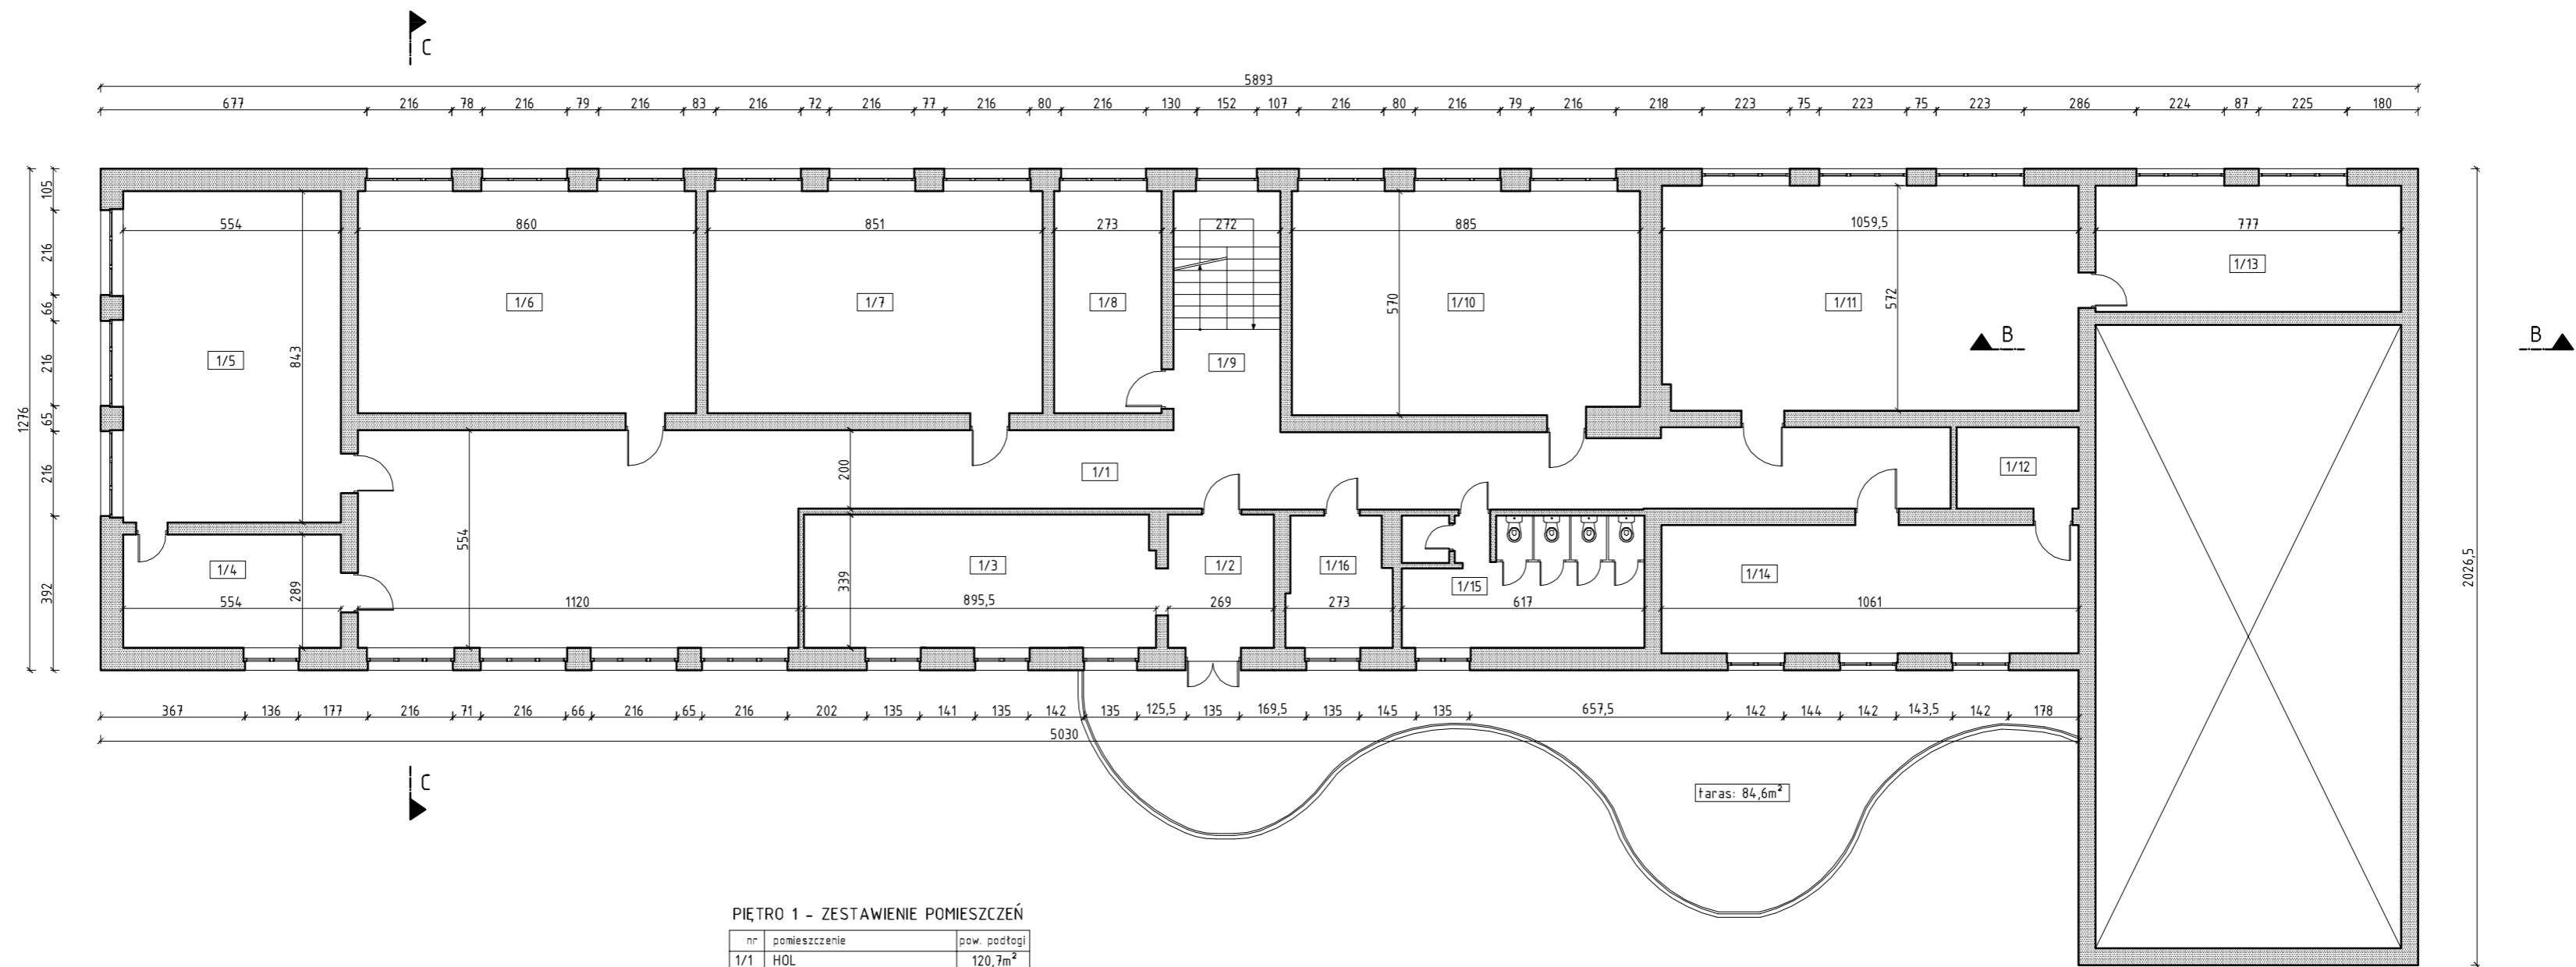 C
5893
677 216 78 216 79 216 83 216 72 216 77 216 80 216 130 152 107 216 80 216 79 216 218 223 75 223 75 223 286 224 87 225 180
105
216
66
216
65
216
392
1276
554 860 851 273 272 885 1059,5 777
1/13
1/6 1/7 1/8 1/10 1/11
570 572
B B
1/5 843 1/9
200 1/1 1/12
554
1/4 289 339 1/3 1/2 1/16 1/15 1/14
2026,5
554 1120 895,5 269 273 617 1061
367 136 177 216 71 216 66 216 65 216 202 135 141 135 142 135 125,5 135 169,5 135 145 135 657,5 142 144 142 143,5 142 178
5030
C
taras: 84,6m²
PIĘTRO 1 - ZESTAWIENIE POMIESZCZEŃ
nr pomieszczenie pow. podłogi
1/1 HOL 120,7m²